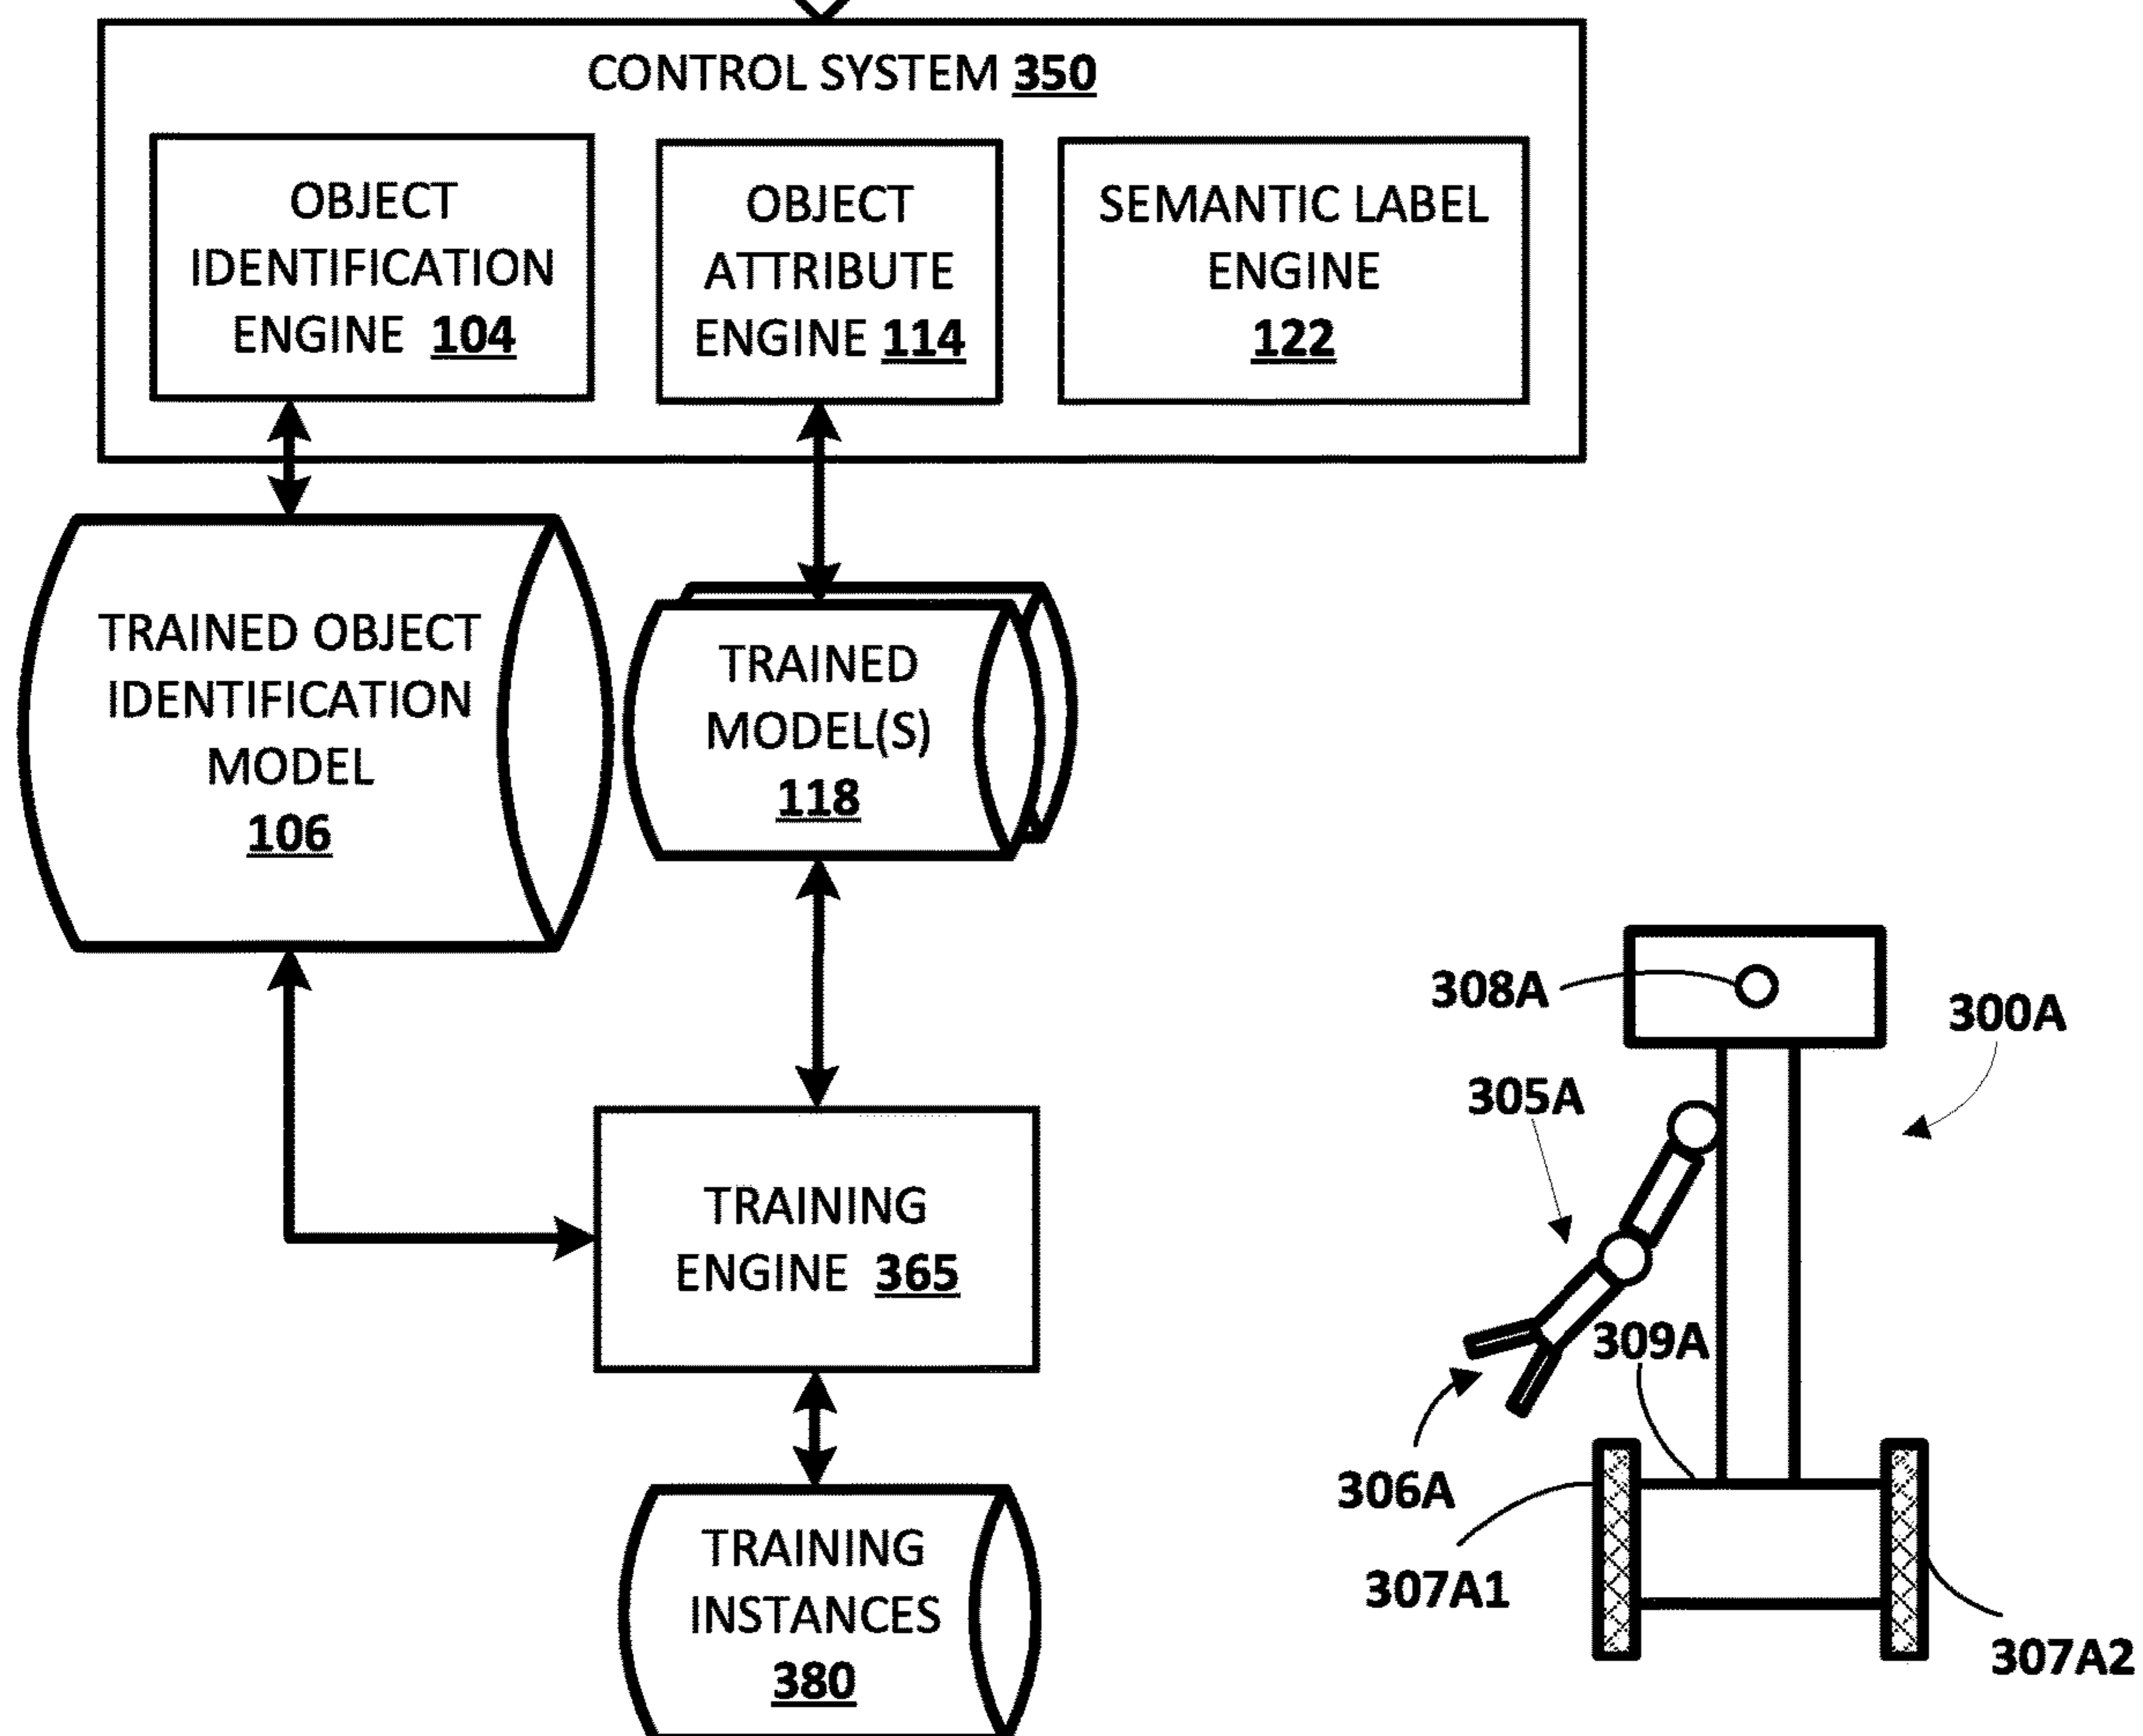 CONTROL SYSTEM 350
OBJECT
IDENTIFICATION
ENGINE 104
OBJECT
ATTRIBUTE
ENGINE 114
SEMANTIC LABEL
ENGINE
122
TRAINED OBJECT
IDENTIFICATION
MODEL
106
TRAINED
MODEL(S)
118
TRAINING
ENGINE 365
TRAINING
INSTANCES
380
308A
300A
305A
309A
306A
307A1
307A2